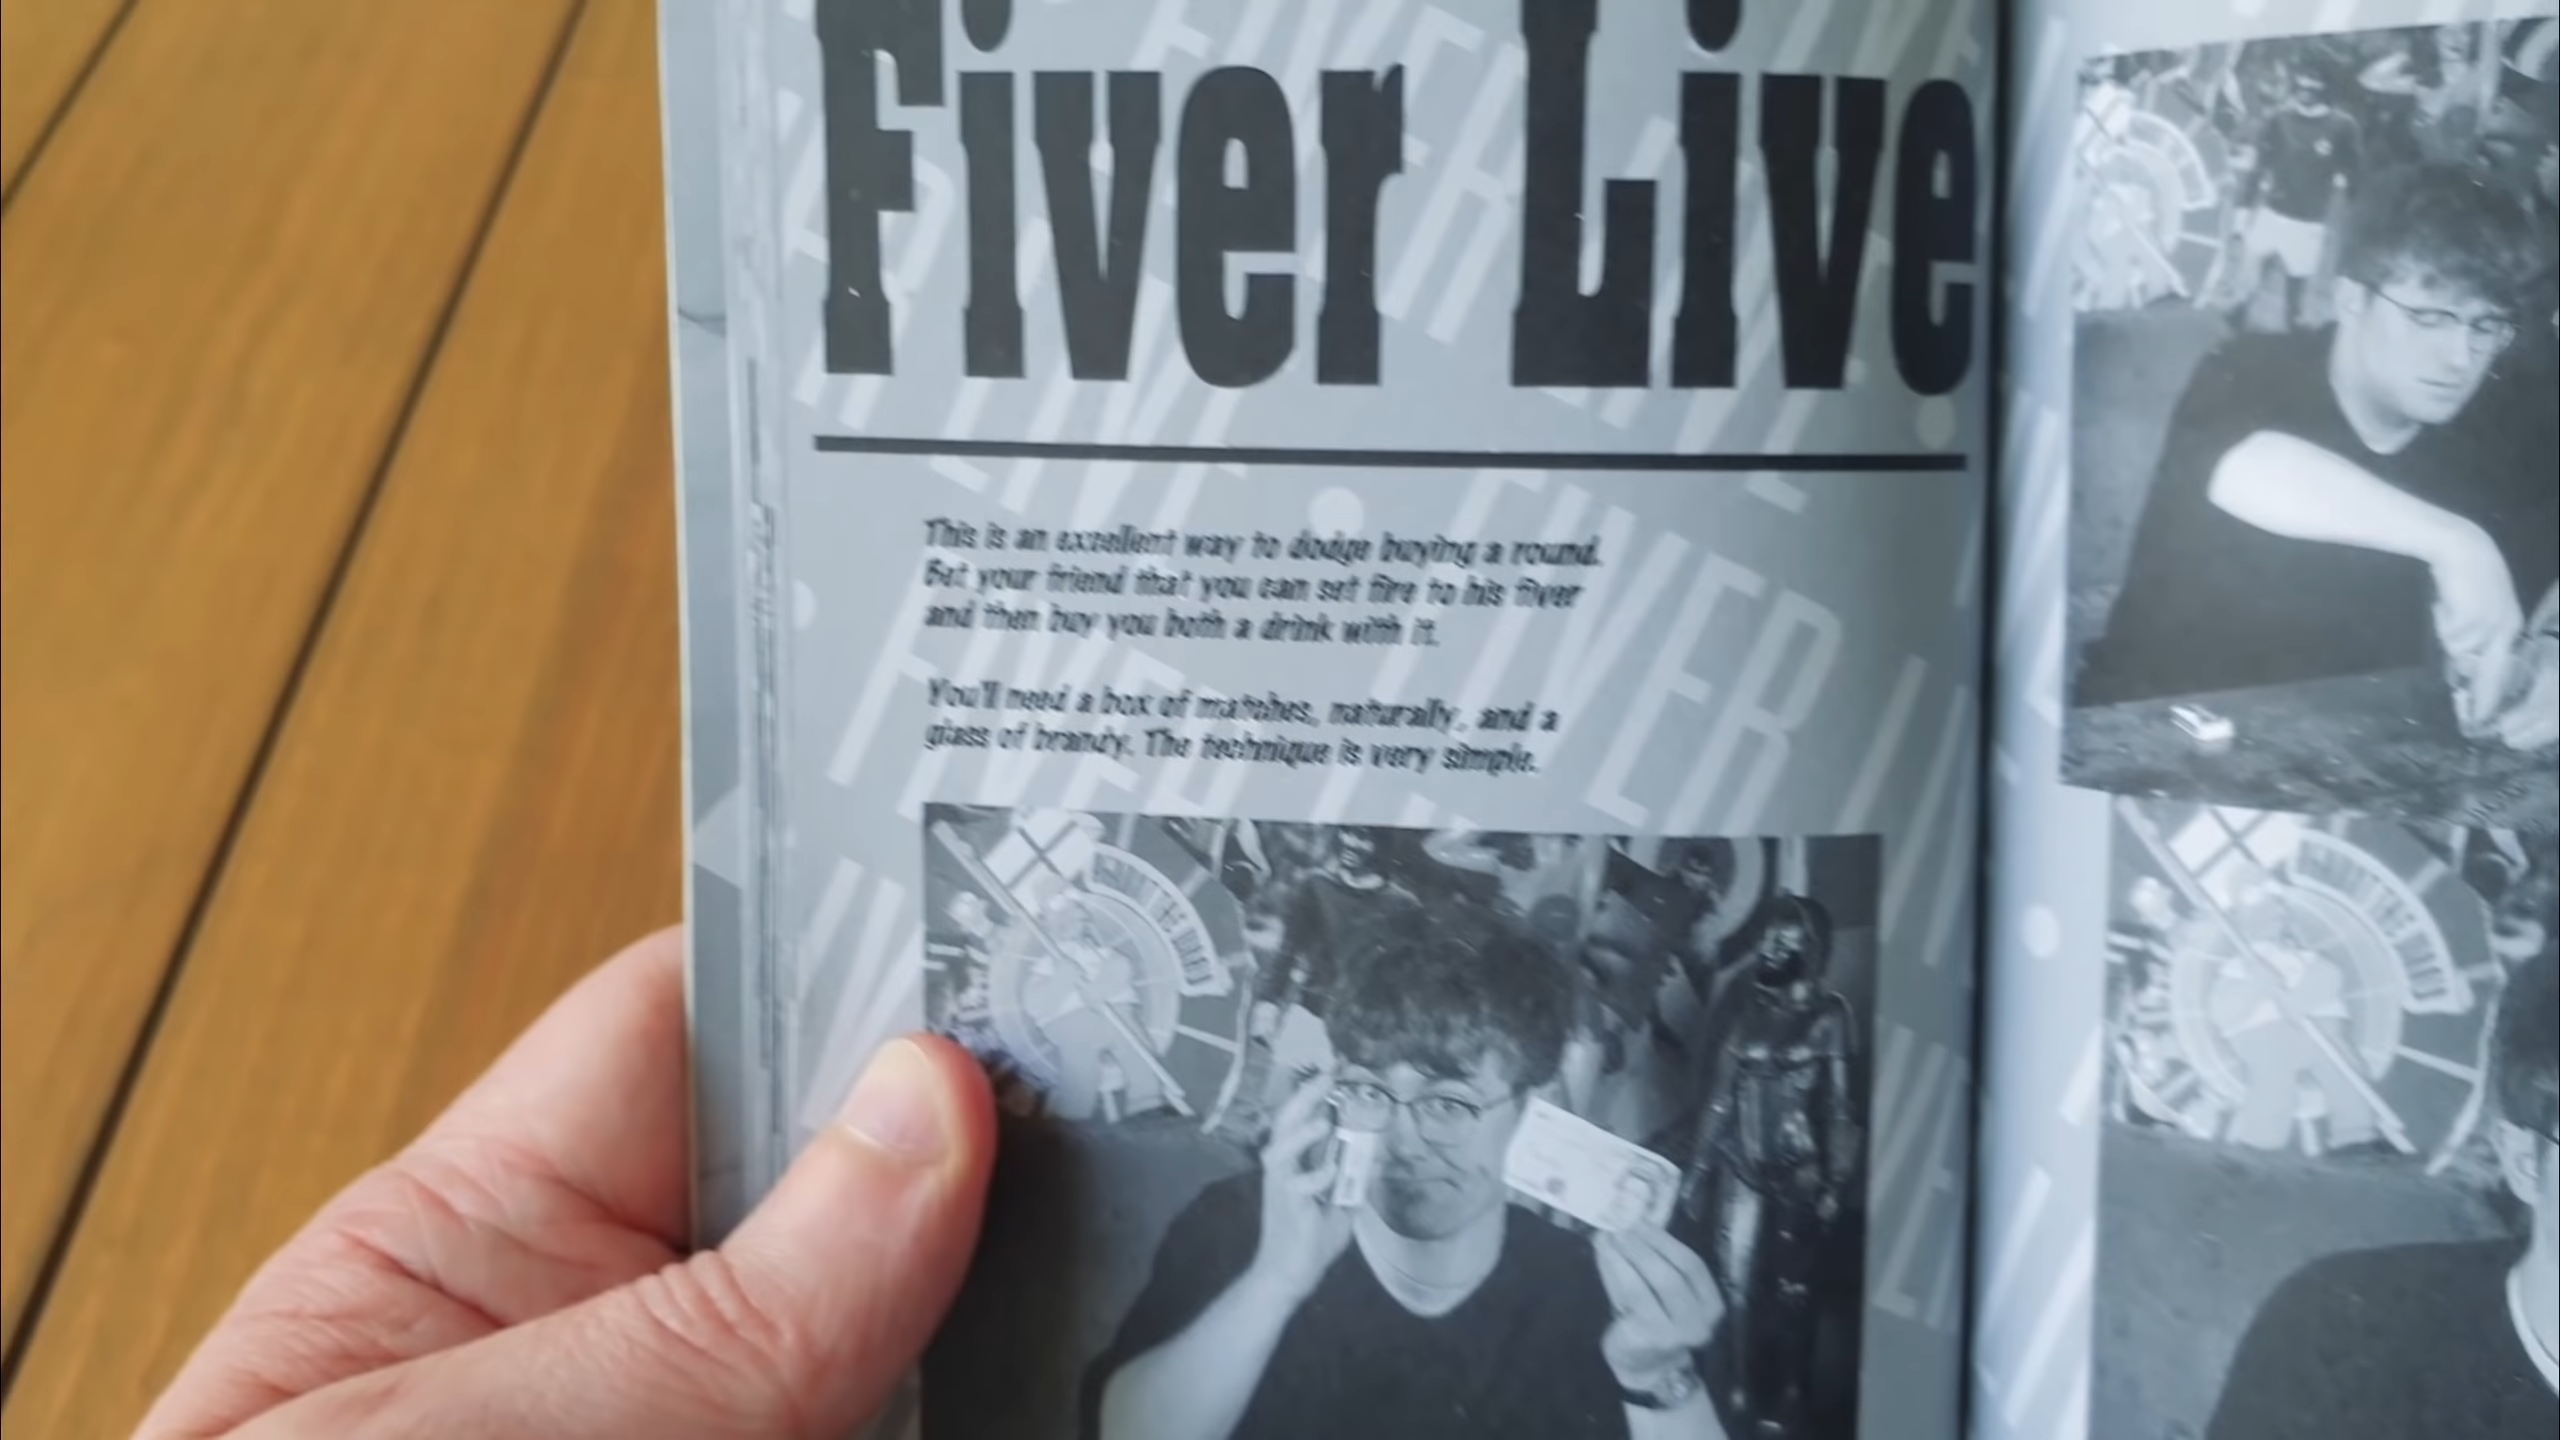 Fiver Live
This is an excellent way to dodge buying a round.
Bet your friend that you can set fire to his fiver
and then buy you both a drink with it.
You'll need a box of matches, naturally, and a
glass of brandy. The technique is very simple.